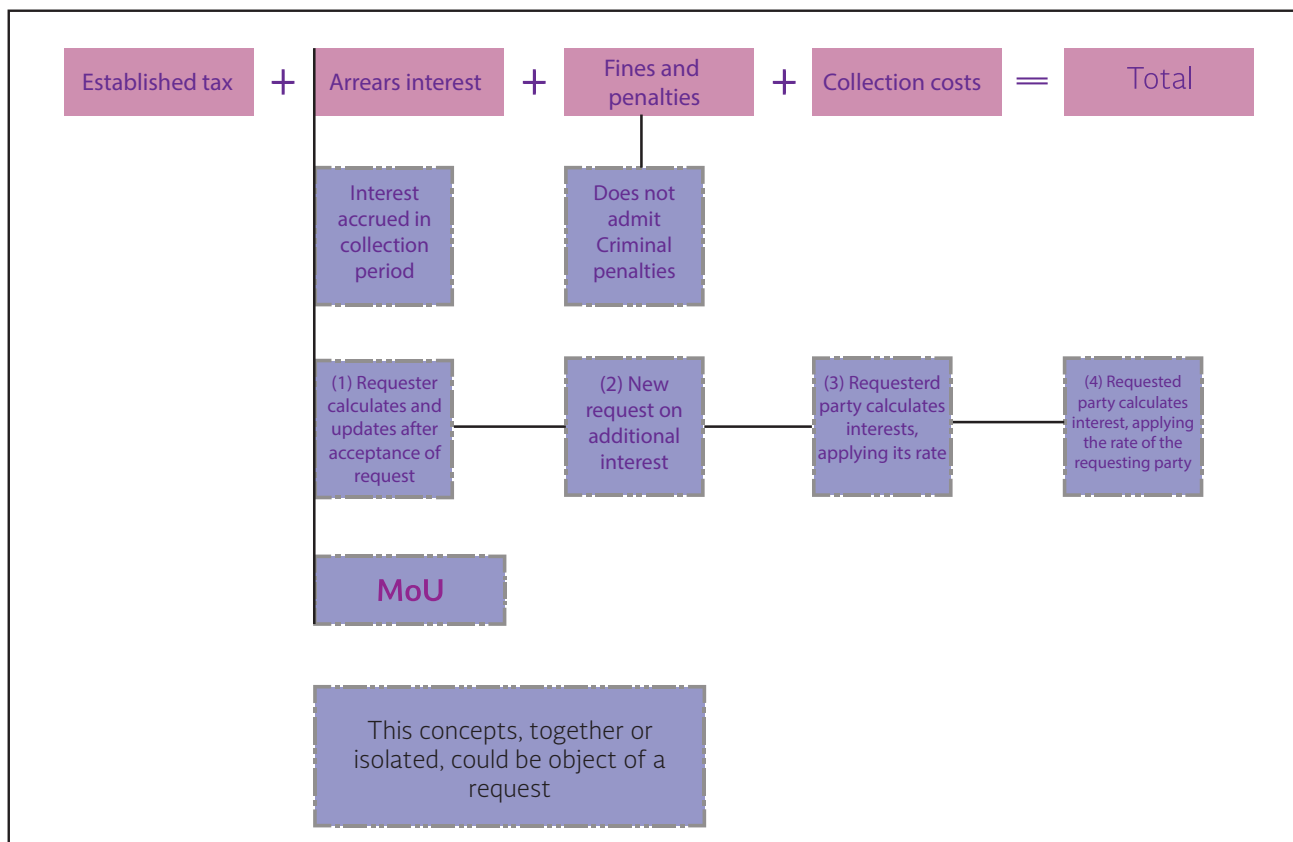 Established tax + Arrears interest + Fines and penalties + Collection costs = Total
Interest
accrued in
collection
period
Does not
admit
Criminal
penalties
(1) Requester
calculates and
updates after
acceptance of
request
(2) New
request on
additional
interest
(3) Requesterd
party calculates
interests,
applying its rate
(4) Requested
party calculates
interest, applying
the rate of the
requesting party
MoU
This concepts, together or
isolated, could be object of a
request